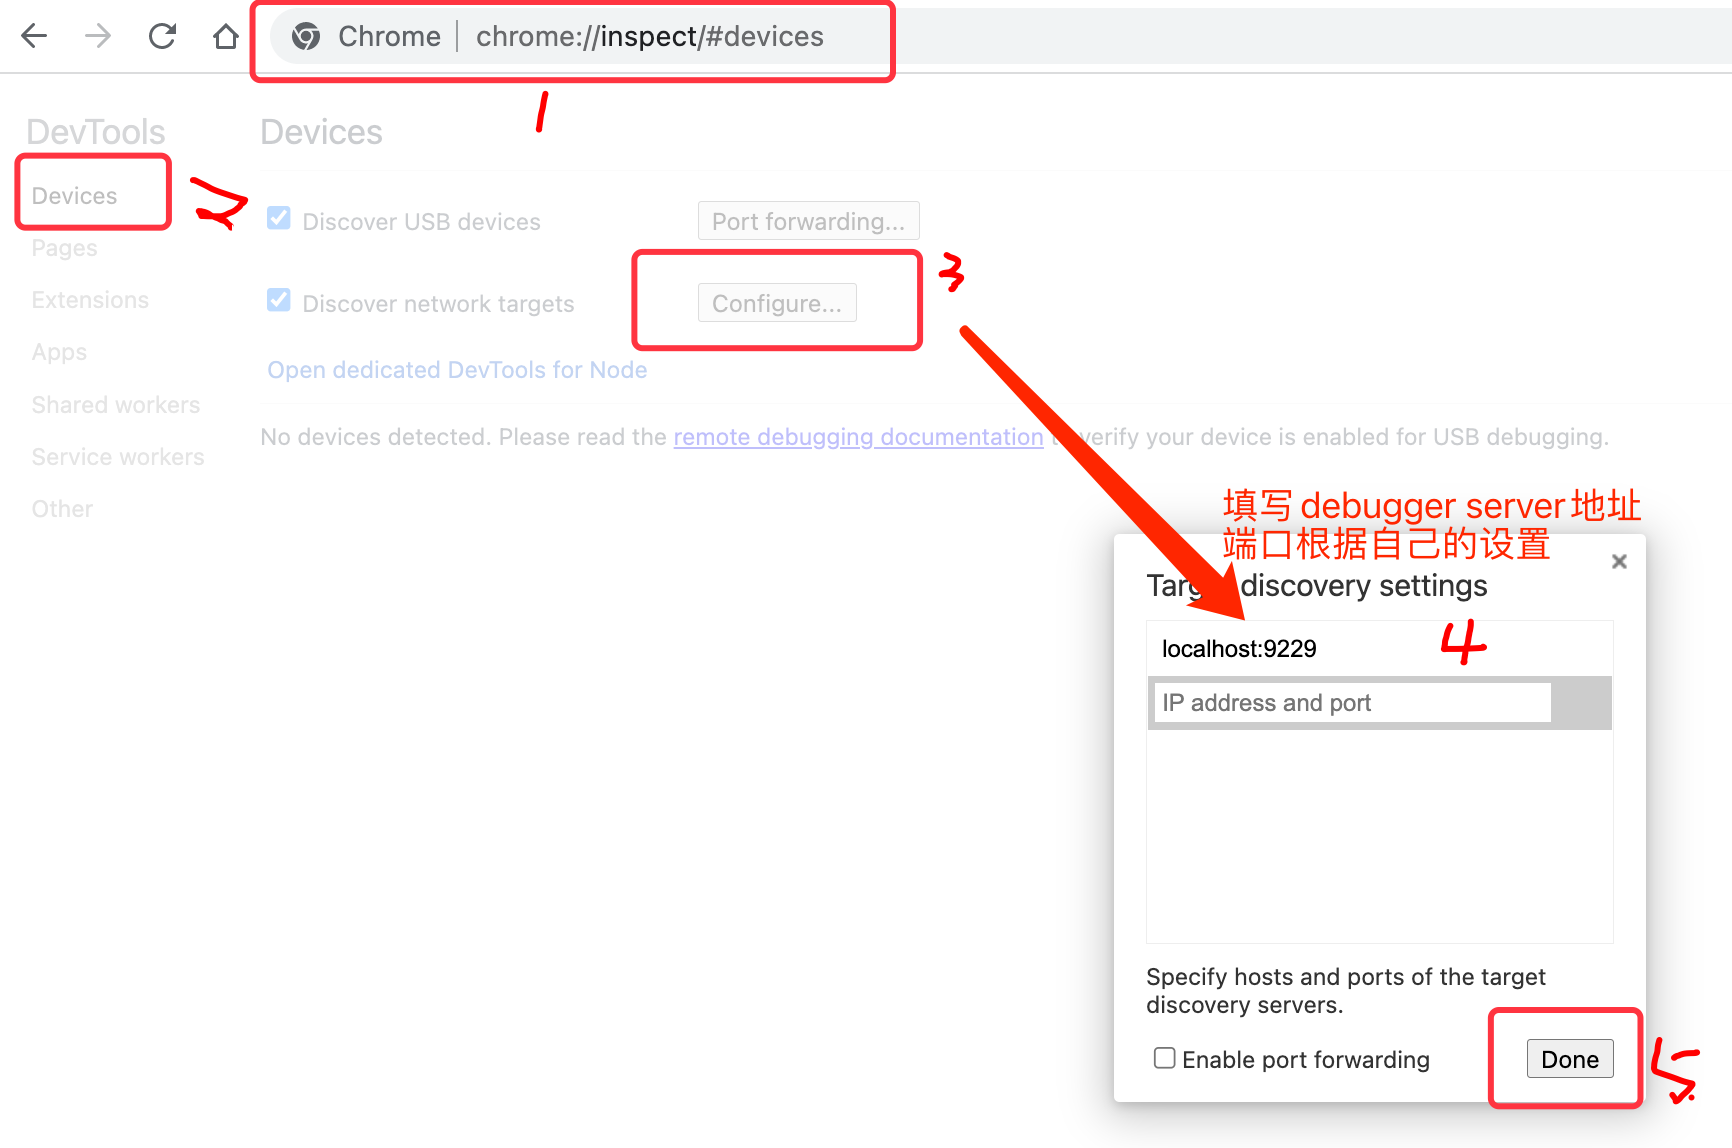 Chrome | chrome://inspect/#devices
1
DevTools
Devices
2
Pages
Extensions
Apps
Shared workers
Service workers
Other
Devices
Discover USB devices
Port forwarding...
Discover network targets
Configure...
3
Open dedicated DevTools for Node
No devices detected. Please read the remote debugging documentation to verify your device is enabled for USB debugging.
填写 debugger server 地址
端口根据自己的设置
Target discovery settings
localhost:9229
4
IP address and port
Specify hosts and ports of the target
discovery servers.
Enable port forwarding
Done
5